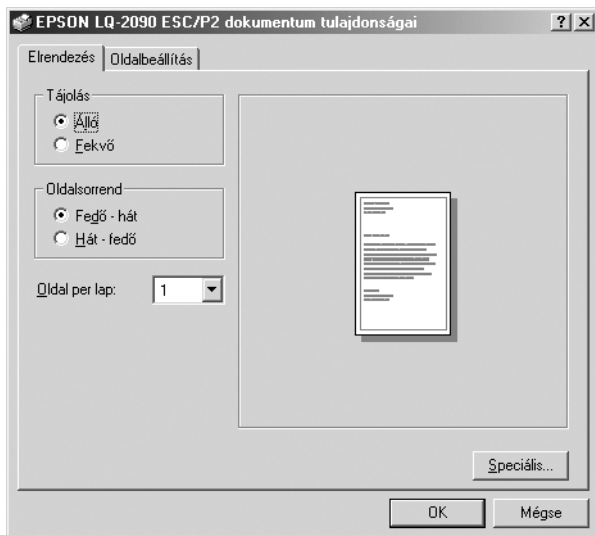 EPSON LQ-2090 ESC/P2 dokumentum tulajdonságai
Elrendezés
Oldalbeállítás
Tájolás
Álló
Fekvő
Oldalsorrend
Fedő - hát
Hát - fedő
Oldal per lap:
1
Speciális...
OK
Mégse